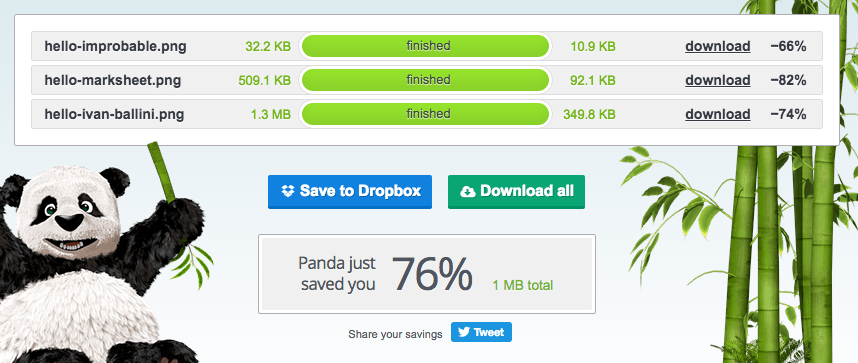 hello-improbable.png 32.2 KB finished 10.9 KB download −66%
hello-marksheet.png 509.1 KB finished 92.1 KB download −82%
hello-ivan-ballini.png 1.3 MB finished 349.8 KB download −74%
Save to Dropbox Download all
Panda just
saved you 76% 1 MB total
Share your savings Tweet